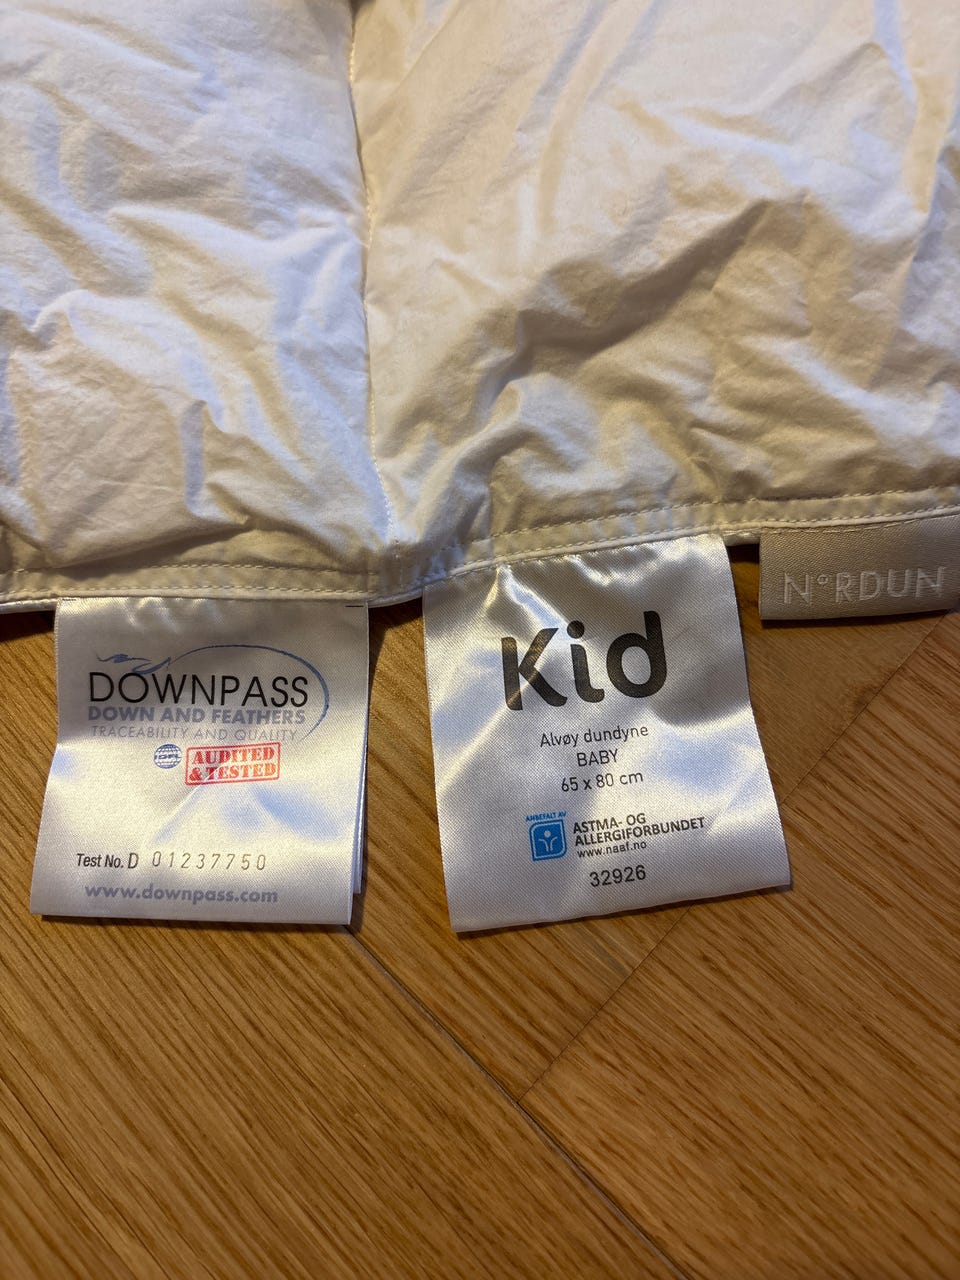 DOWNPASS
DOWN AND FEATHERS
TRACEABILITY AND QUALITY
IDFL
AUDITED
& TESTED
Test No. D 01237750
www.downpass.com
Kid
Alvøy dundyne
BABY
65 x 80 cm
ANBEFALT AV
ASTMA- OG
ALLERGIFORBUNDET
www.naaf.no
32926
N°RDUN